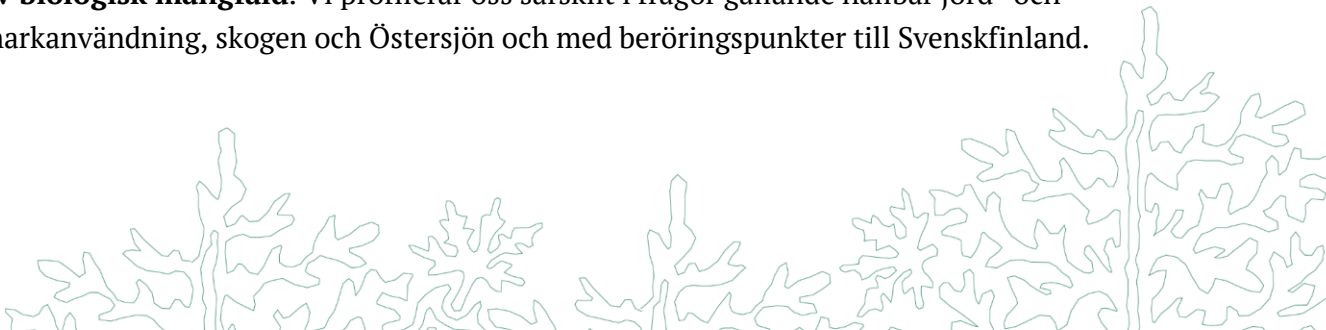 biologisk mångfald. Vi profilerar oss särskilt i frågor gällande hållbar jord- och
markanvändning, skogen och Östersjön och med beröringspunkter till Svenskfinland.